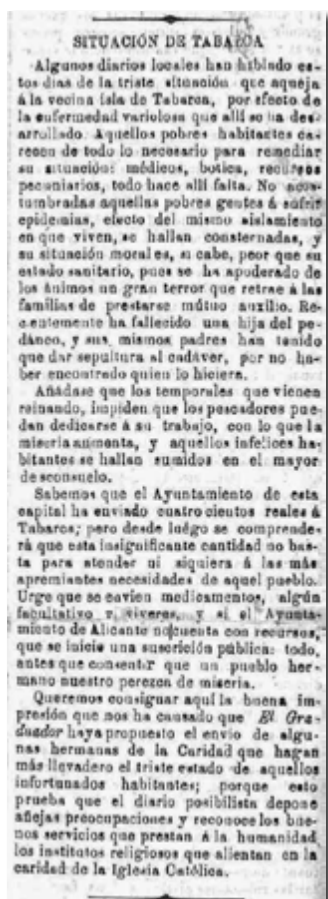 SITUACIÓN DE TABARCA
Algunos diarios locales han hablado es-
tos dias de la triste situación que aqueja
á la vecina isla de Tabarca, por efecto de
la enfermedad variolosa que allí se ha des-
arrollado. Aquellos pobres habitantes ca-
recen de todo lo necesario para remediar
su situación: médicos, botica, recursos
pecuniarios, todo hace allí falta. No acos-
tumbradas aquellas pobres gentes á sufrir
epidemias, efecto del mismo aislamiento
en que viven, se hallan consternadas, y
su situación moral es, si cabe, peor que su
estado sanitario, pues se ha apoderado de
los ánimos un gran terror que retrae á las
familias de prestarse mútuo auxilio. Re-
cientemente ha fallecido una hija del pe-
dáneo, y sus mismos padres han tenido
que dar sepultura al cadáver, por no ha-
ber encontrado quien lo hiciera.
Añádase que los temporales que vienen
reinando, impiden que los pescadores pue-
dan dedicarse á su trabajo, con lo que la
miseria aumenta, y aquellos infelices ha-
bitantes se hallan sumidos en el mayor
desconsuelo.
Sabemos que el Ayuntamiento de esta
capital ha enviado cuatrocientos reales á
Tabarca; pero desde luégo se comprende-
rá que esta insignificante cantidad no bas-
ta para atender ni siquiera á las más
apremiantes necesidades de aquel pueblo.
Urge que se envien medicamentos, algún
facultativo y víveres, y si el Ayunta-
miento de Alicante no cuenta con recursos,
que se inicie una suscrición pública: todo,
antes que consentir que un pueblo her-
mano nuestro perezca de miseria.
Queremos consignar aquí la buena im-
presión que nos ha causado que El Gra-
duador haya propuesto el envio de algu-
nas hermanas de la Caridad que hagan
más llevadero el triste estado de aquellos
infortunados habitantes; porque esto
prueba que el diario posibilista depone
añejas preocupaciones y reconoce los bue-
nos servicios que prestan á la humanidad
los institutos religiosos que alientan en la
caridad de la Iglesia Católica.